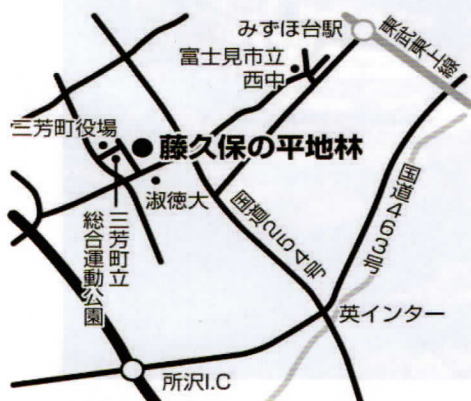 みずほ台駅
東武東上線
富士見市立
西中
三芳町役場
藤久保の平地林
淑徳大
三芳町立
総合運動公園
国道254号
国道463号
英インター
所沢I.C